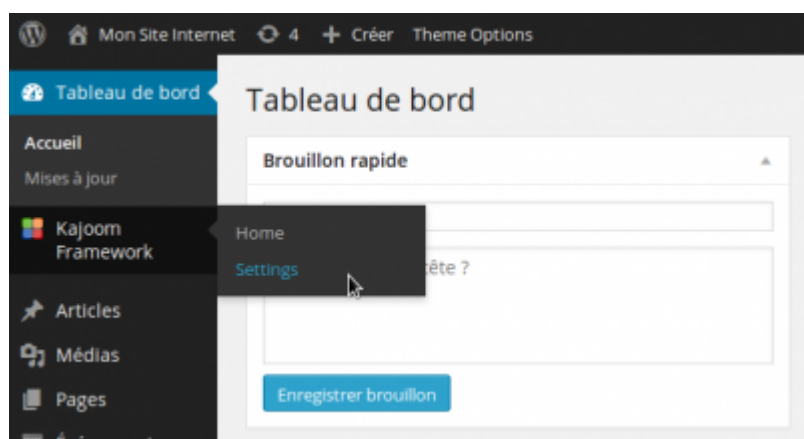 Mon Site Internet 4 + Créer Theme Options
Tableau de bord
Accueil
Mises à jour
Kajoom
Framework
Home
Settings
Articles
Médias
Pages
Tableau de bord
Brouillon rapide
ête ?
Enregistrer brouillon